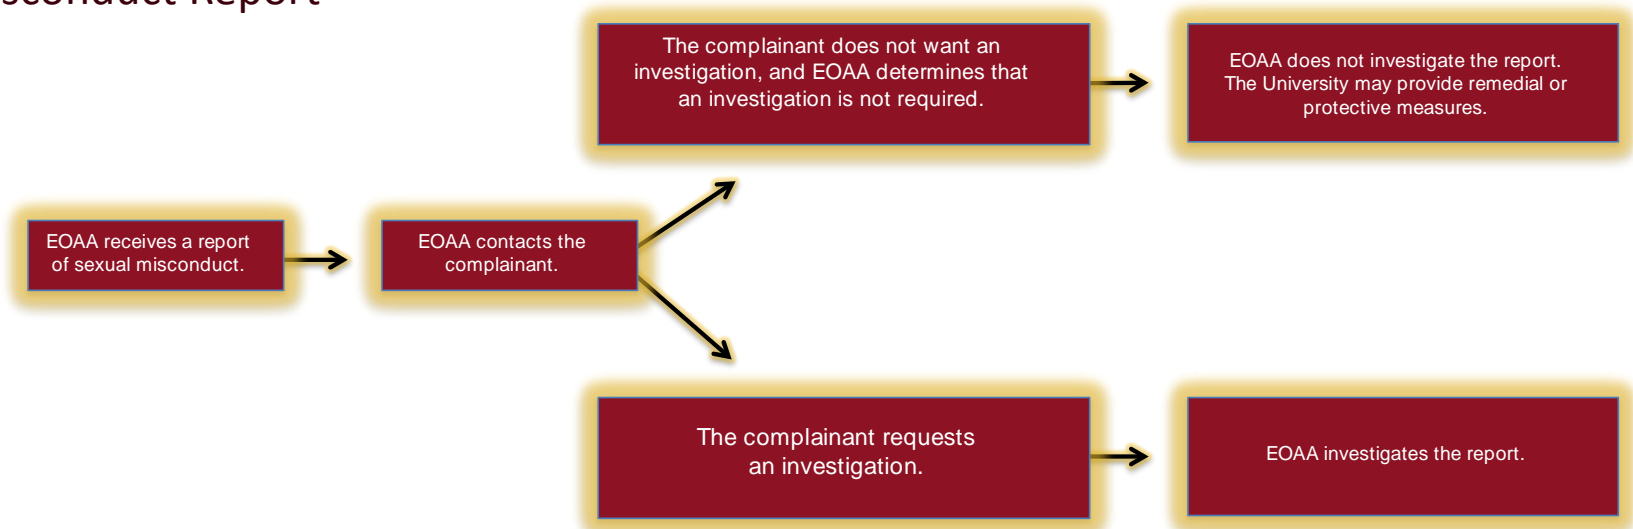 sconduct Report
The complainant does not want an
investigation, and EOAA determines that
an investigation is not required.
EOAA does not investigate the report.
The University may provide remedial or
protective measures.
EOAA receives a report
of sexual misconduct.
EOAA contacts the
complainant.
The complainant requests
an investigation.
EOAA investigates the report.